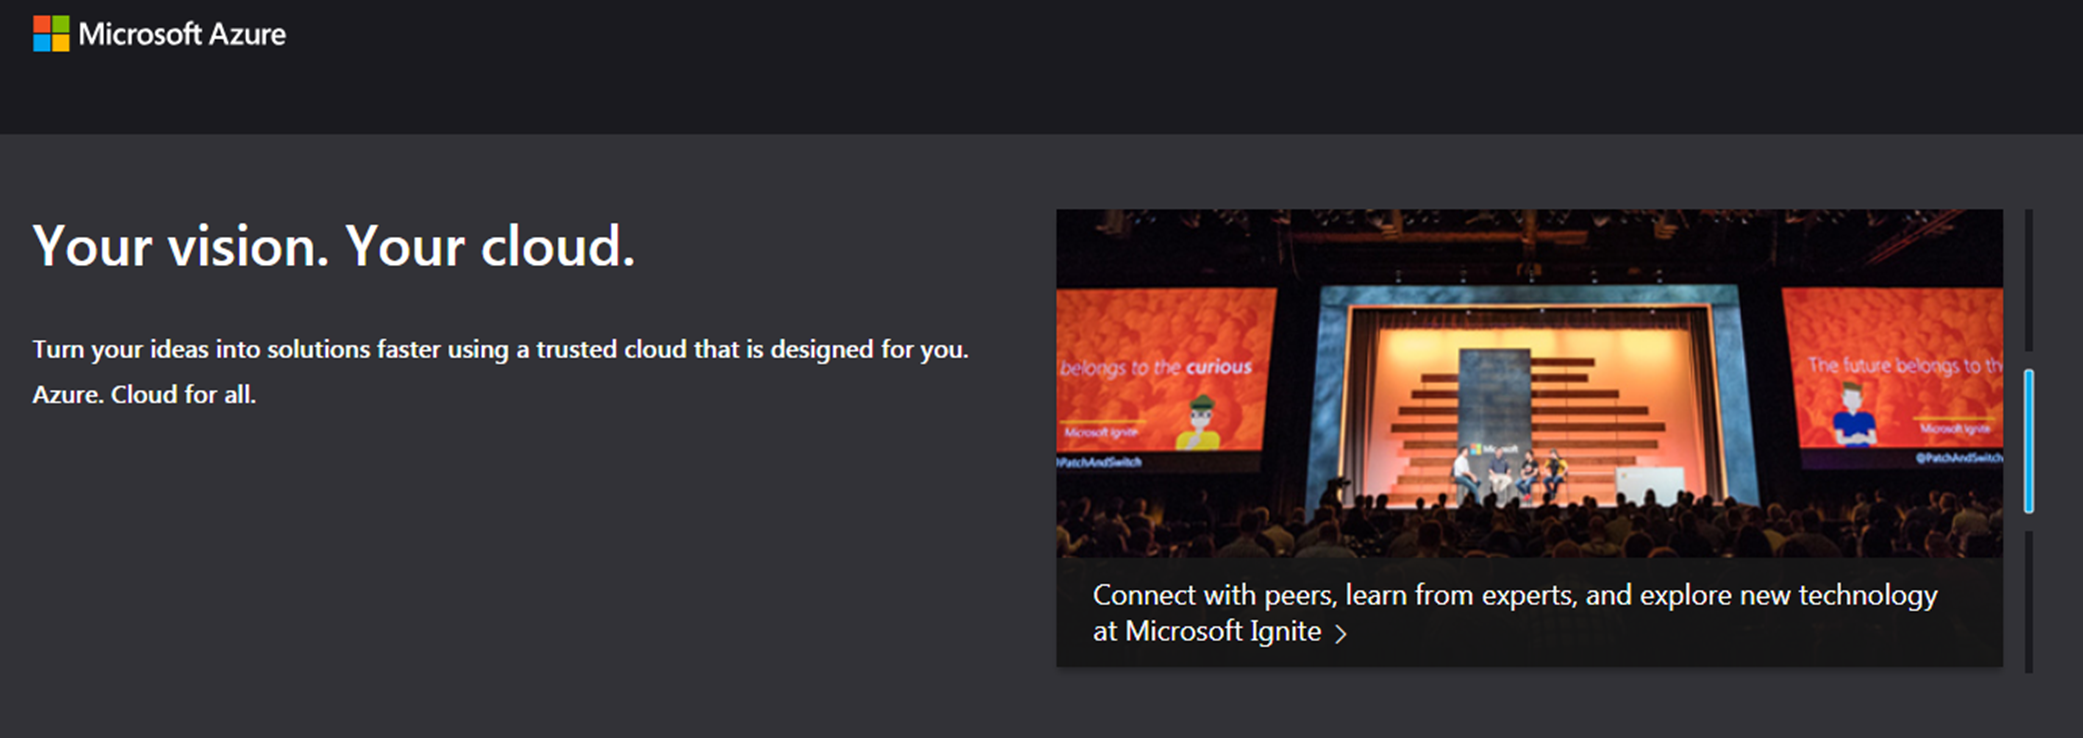 Microsoft Azure
Your vision. Your cloud.
Turn your ideas into solutions faster using a trusted cloud that is designed for you.
Azure. Cloud for all.
belongs to the curious
Microsoft Ignite
PatchAndSwitch
Microsoft
The future belongs to th
Microsoft Ignite
@PatchAndSwitch
Connect with peers, learn from experts, and explore new technology
at Microsoft Ignite >